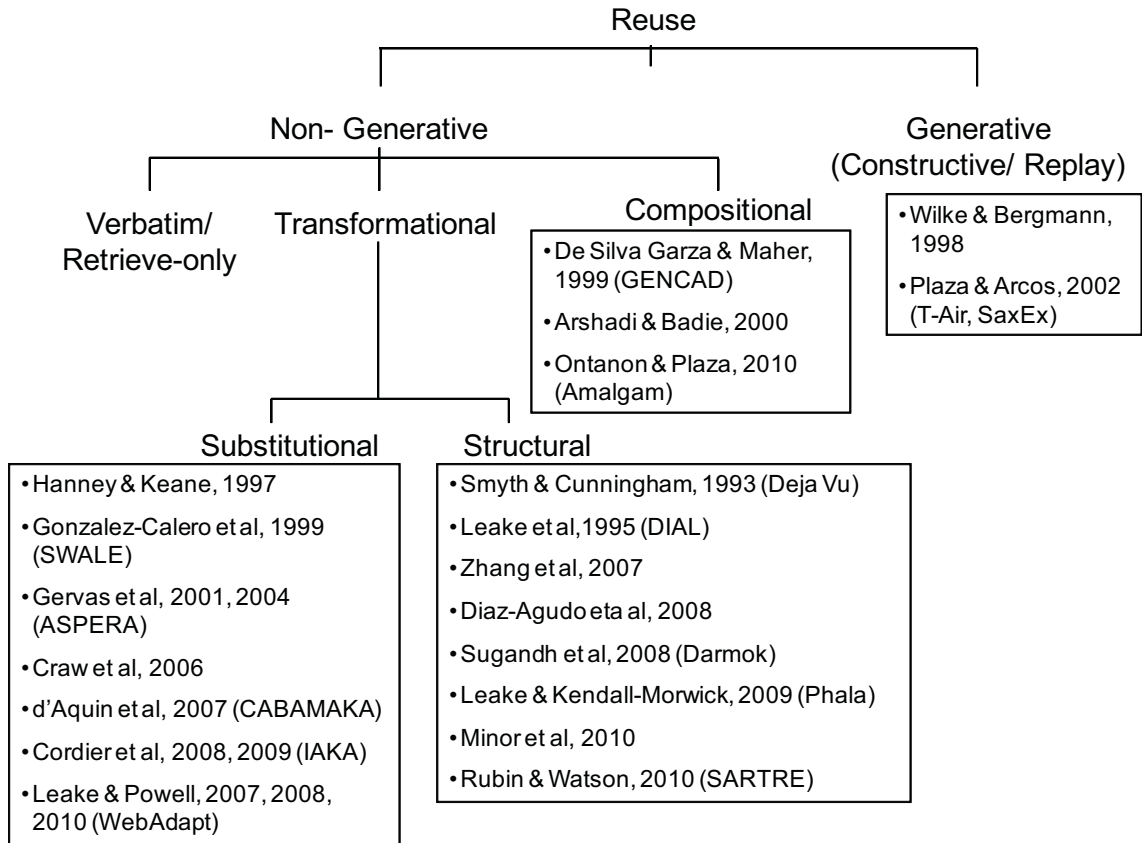 Reuse
Non- Generative
Generative
(Constructive/ Replay)
Verbatim/
Retrieve-only
Transformational
Compositional
•De Silva Garza & Maher,
1999 (GENCAD)
•Arshadi & Badie, 2000
•Ontanon & Plaza, 2010
(Amalgam)
•Wilke & Bergmann,
1998
•Plaza & Arcos, 2002
(T-Air, SaxEx)
Substitutional
•Hanney & Keane, 1997
•Gonzalez-Calero et al, 1999
(SWALE)
•Gervas et al, 2001, 2004
(ASPERA)
•Craw et al, 2006
•d’Aquin et al, 2007 (CABAMAKA)
•Cordier et al, 2008, 2009 (IAKA)
•Leake & Powell, 2007, 2008,
2010 (WebAdapt)
Structural
•Smyth & Cunningham, 1993 (Deja Vu)
•Leake et al,1995 (DIAL)
•Zhang et al, 2007
•Diaz-Agudo eta al, 2008
•Sugandh et al, 2008 (Darmok)
•Leake & Kendall-Morwick, 2009 (Phala)
•Minor et al, 2010
•Rubin & Watson, 2010 (SARTRE)